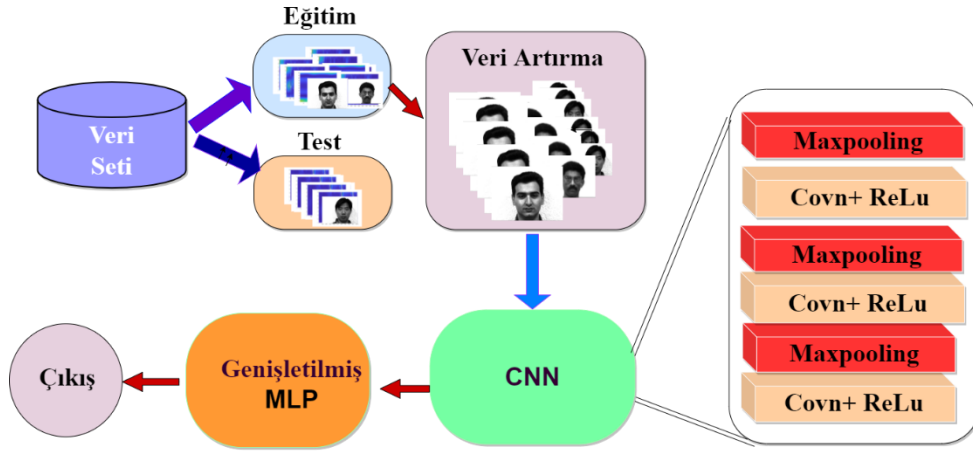 Eğitim
Veri Artırma
Veri
Seti
Test
Maxpooling
Covn+ ReLu
Maxpooling
Covn+ ReLu
Maxpooling
Covn+ ReLu
Çıkış
Genişletilmiş
MLP
CNN